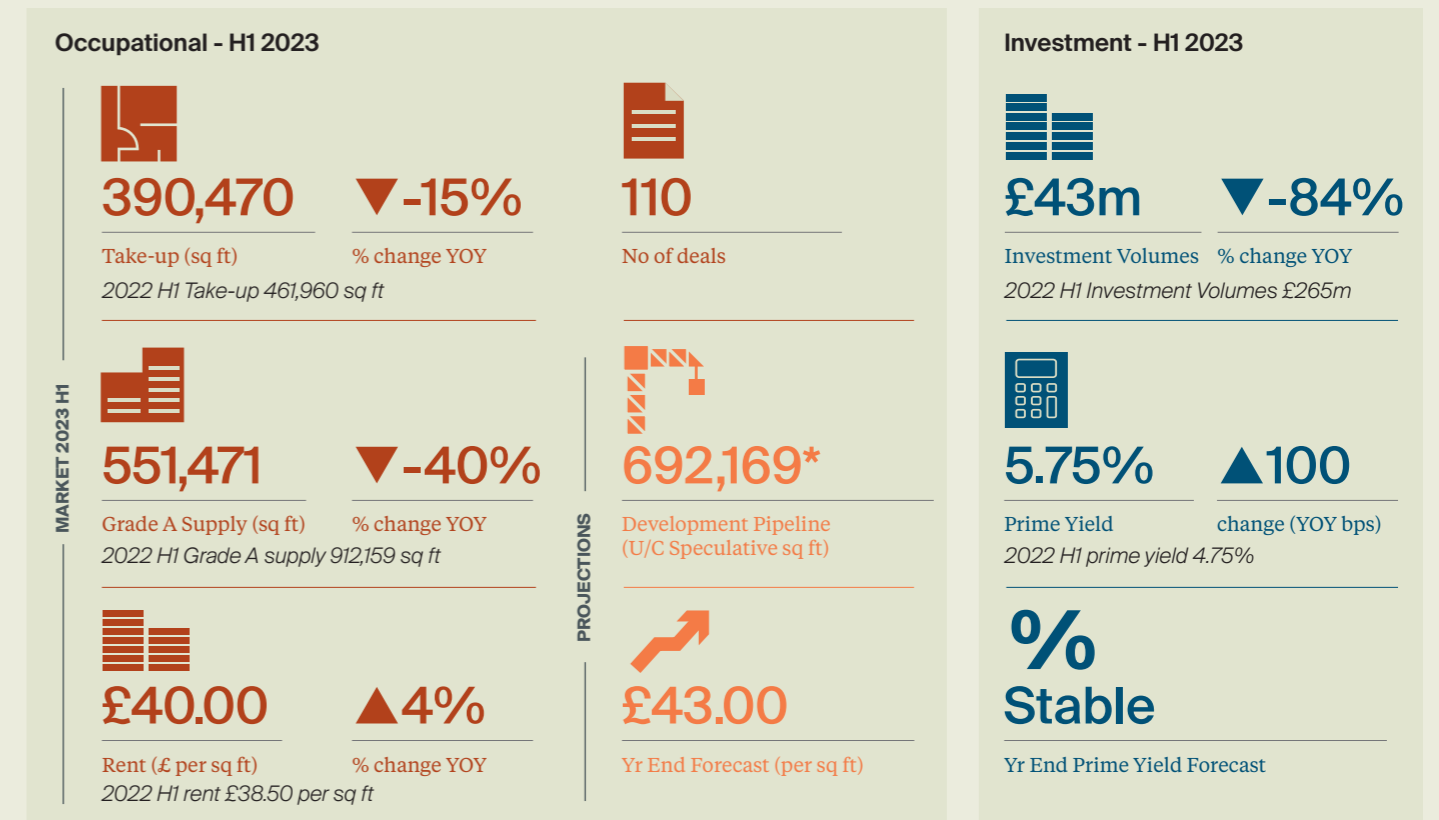 Occupational - H1 2023
MARKET 2023 H1
390,470
▼-15%
Take-up (sq ft)
% change YOY
2022 H1 Take-up 461,960 sq ft
110
No of deals
551,471
▼-40%
Grade A Supply (sq ft)
% change YOY
2022 H1 Grade A supply 912,159 sq ft
£40.00
▲4%
Rent (£ per sq ft)
% change YOY
2022 H1 rent £38.50 per sq ft
PROJECTIONS
692,169*
Development Pipeline
(U/C Speculative sq ft)
£43.00
Yr End Forecast (per sq ft)
Investment - H1 2023
£43m
▼-84%
Investment Volumes
% change YOY
2022 H1 Investment Volumes £265m
5.75%
▲100
Prime Yield
change (YOY bps)
2022 H1 prime yield 4.75%
%
Stable
Yr End Prime Yield Forecast